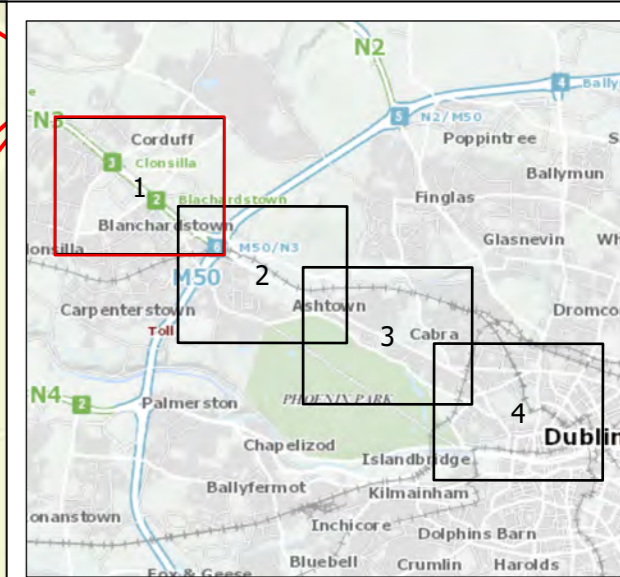 N2
4
Bally
N3
5
N2/M50
Corduff
Poppintree
3
Clonsilla
Ballymun
1
2
Blachardstown
Finglas
Blanchardstown
Glasnevin
Wh
lonsilla
6
M50/N3
M50
2
Carpenterstown
Ashtown
Dromco
Toll
3
Cabra
N4
2
Palmerston
PHOENIX PARK
4
Dublin
Chapelizod
Islandbridge
Ballyfermot
Kilmainham
onanstown
Inchicore
Dolphins Barn
Bluebell
Crumlin
Harolds
Fox & Geese